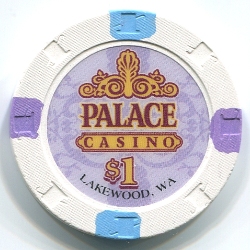 PALACE
CASINO
$1
LAKEWOOD, WA